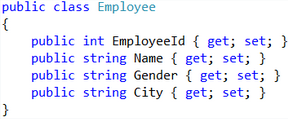 public class Employee
{
    public int EmployeeId { get; set; }
    public string Name { get; set; }
    public string Gender { get; set; }
    public string City { get; set; }
}